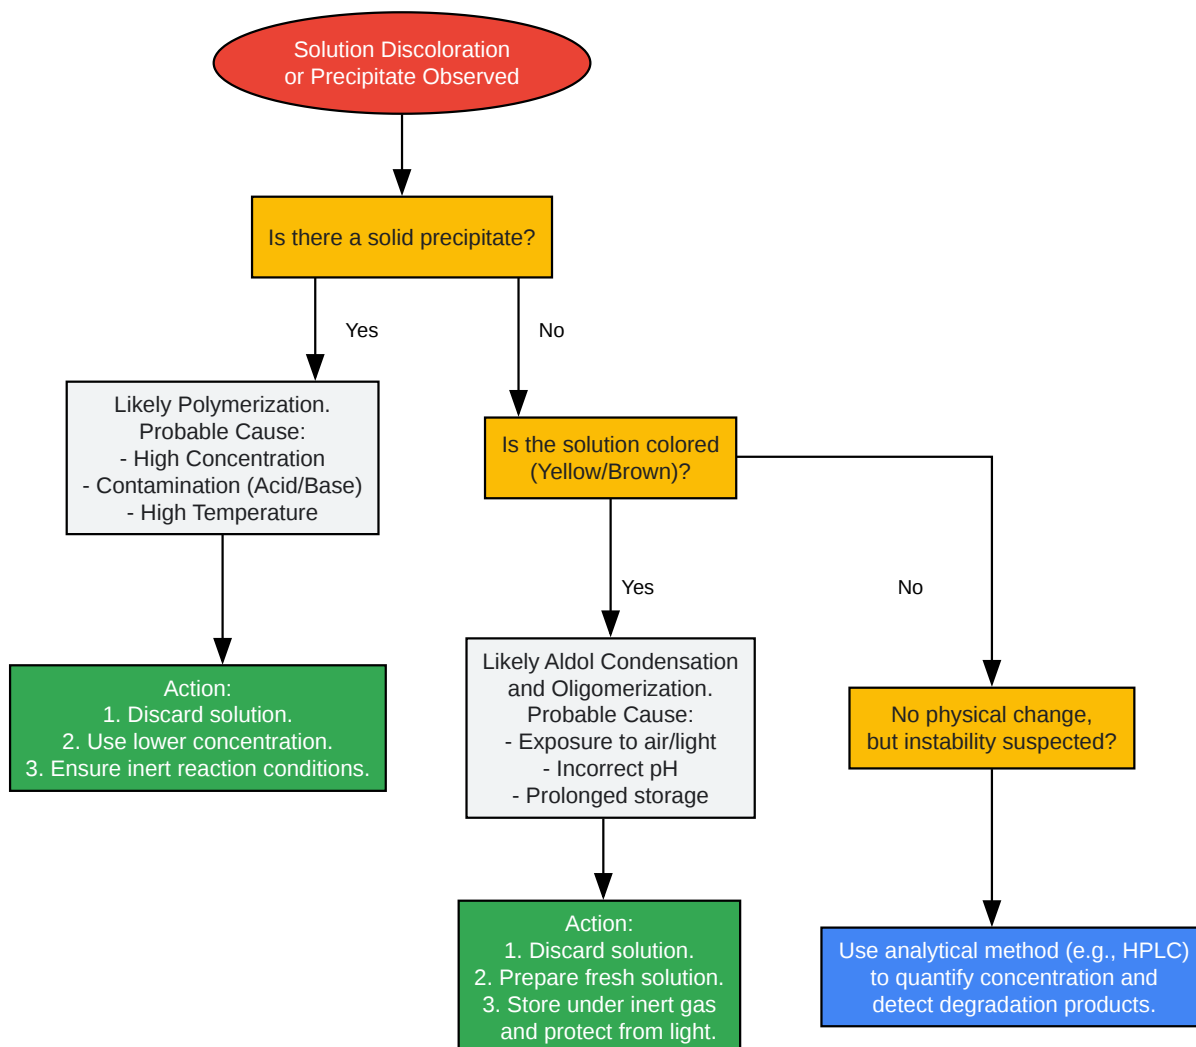 Solution Discoloration
or Precipitate Observed
Is there a solid precipitate?
Yes
No
Likely Polymerization.
Probable Cause:
- High Concentration
- Contamination (Acid/Base)
- High Temperature
Is the solution colored
(Yellow/Brown)?
Yes
No
Action:
1. Discard solution.
2. Use lower concentration.
3. Ensure inert reaction conditions.
Likely Aldol Condensation
and Oligomerization.
Probable Cause:
- Exposure to air/light
- Incorrect pH
- Prolonged storage
No physical change,
but instability suspected?
Action:
1. Discard solution.
2. Prepare fresh solution.
3. Store under inert gas
and protect from light.
Use analytical method (e.g., HPLC)
to quantify concentration and
detect degradation products.